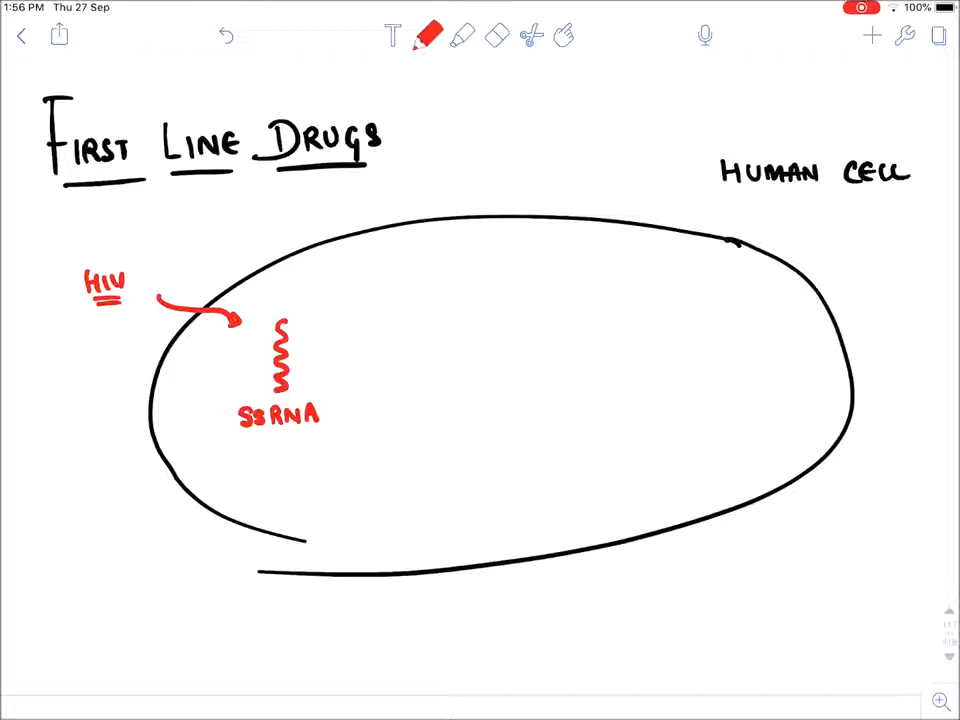 1:56 PM Thu 27 Sep
100%
T
FIRST LINE DRUGS
HUMAN CELL
HIV
SSRNA